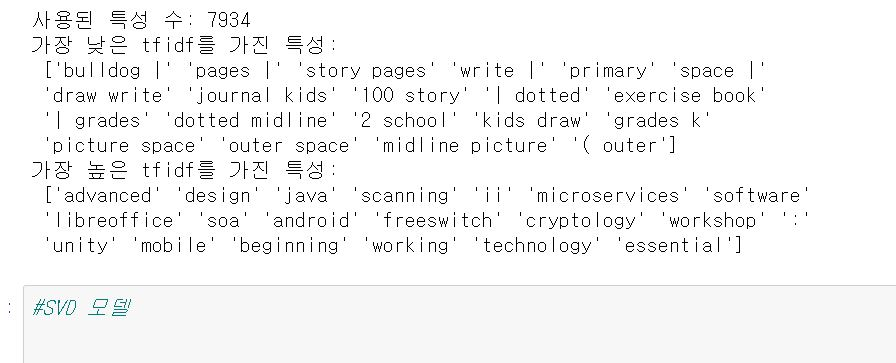 사용된 특성 수: 7934
가장 낮은 tfidf를 가진 특성:
['bulldog |' 'pages |' 'story pages' 'write |' 'primary' 'space |'
'draw write' 'journal kids' '100 story' '| dotted' 'exercise book'
'| grades' 'dotted midline' '2 school' 'kids draw' 'grades k'
'picture space' 'outer space' 'midline picture' '( outer']
가장 높은 tfidf를 가진 특성:
['advanced' 'design' 'java' 'scanning' 'ii' 'microservices' 'software'
'libreoffice' 'soa' 'android' 'freeswitch' 'cryptology' 'workshop' ':'
'unity' 'mobile' 'beginning' 'working' 'technology' 'essential']
: #SVD 모델